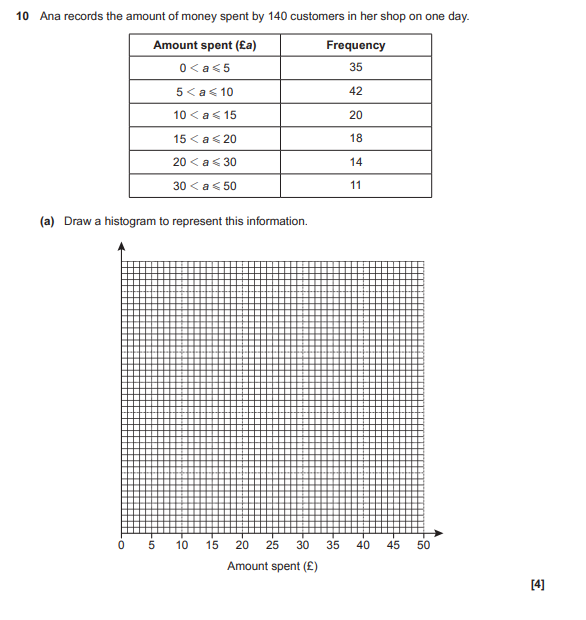 10 Ana records the amount of money spent by 140 customers in her shop on one day.
Amount spent (£a) Frequency
0 < a ⩽ 5 35
5 < a ⩽ 10 42
10 < a ⩽ 15 20
15 < a ⩽ 20 18
20 < a ⩽ 30 14
30 < a ⩽ 50 11
(a) Draw a histogram to represent this information.
0 5 10 15 20 25 30 35 40 45 50
Amount spent (£)
[4]